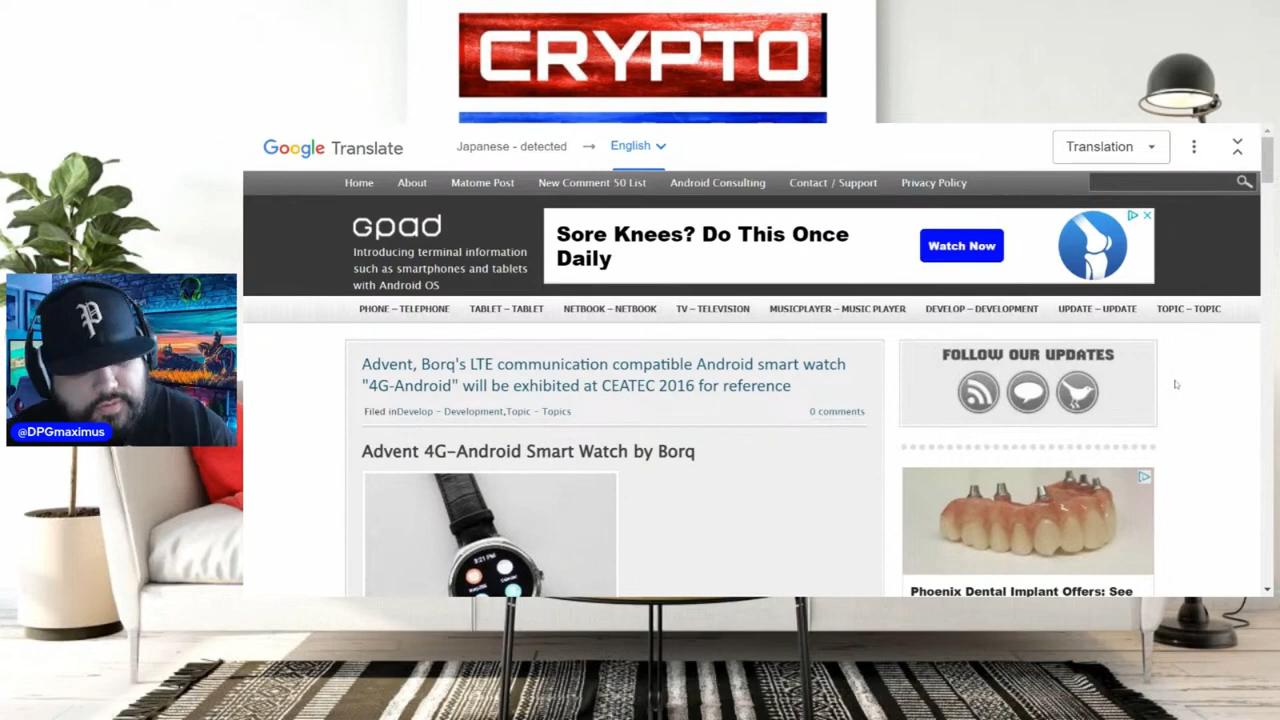 CRYPTO
Google Translate
Japanese - detected → English
Translation
Home About Matome Post New Comment 50 List Android Consulting Contact / Support Privacy Policy
GPAD
Introducing terminal information
such as smartphones and tablets
with Android OS
Sore Knees? Do This Once
Daily
Watch Now
PHONE – TELEPHONE TABLET – TABLET NETBOOK – NETBOOK TV – TELEVISION MUSICPLAYER – MUSIC PLAYER DEVELOP – DEVELOPMENT UPDATE – UPDATE TOPIC – TOPIC
Advent, Borq's LTE communication compatible Android smart watch
"4G-Android" will be exhibited at CEATEC 2016 for reference
Filed inDevelop – Development,Topic – Topics 0 comments
Advent 4G-Android Smart Watch by Borq
9:21 PM
FOLLOW OUR UPDATES
Phoenix Dental Implant Offers: See
P
@DPGmaximus